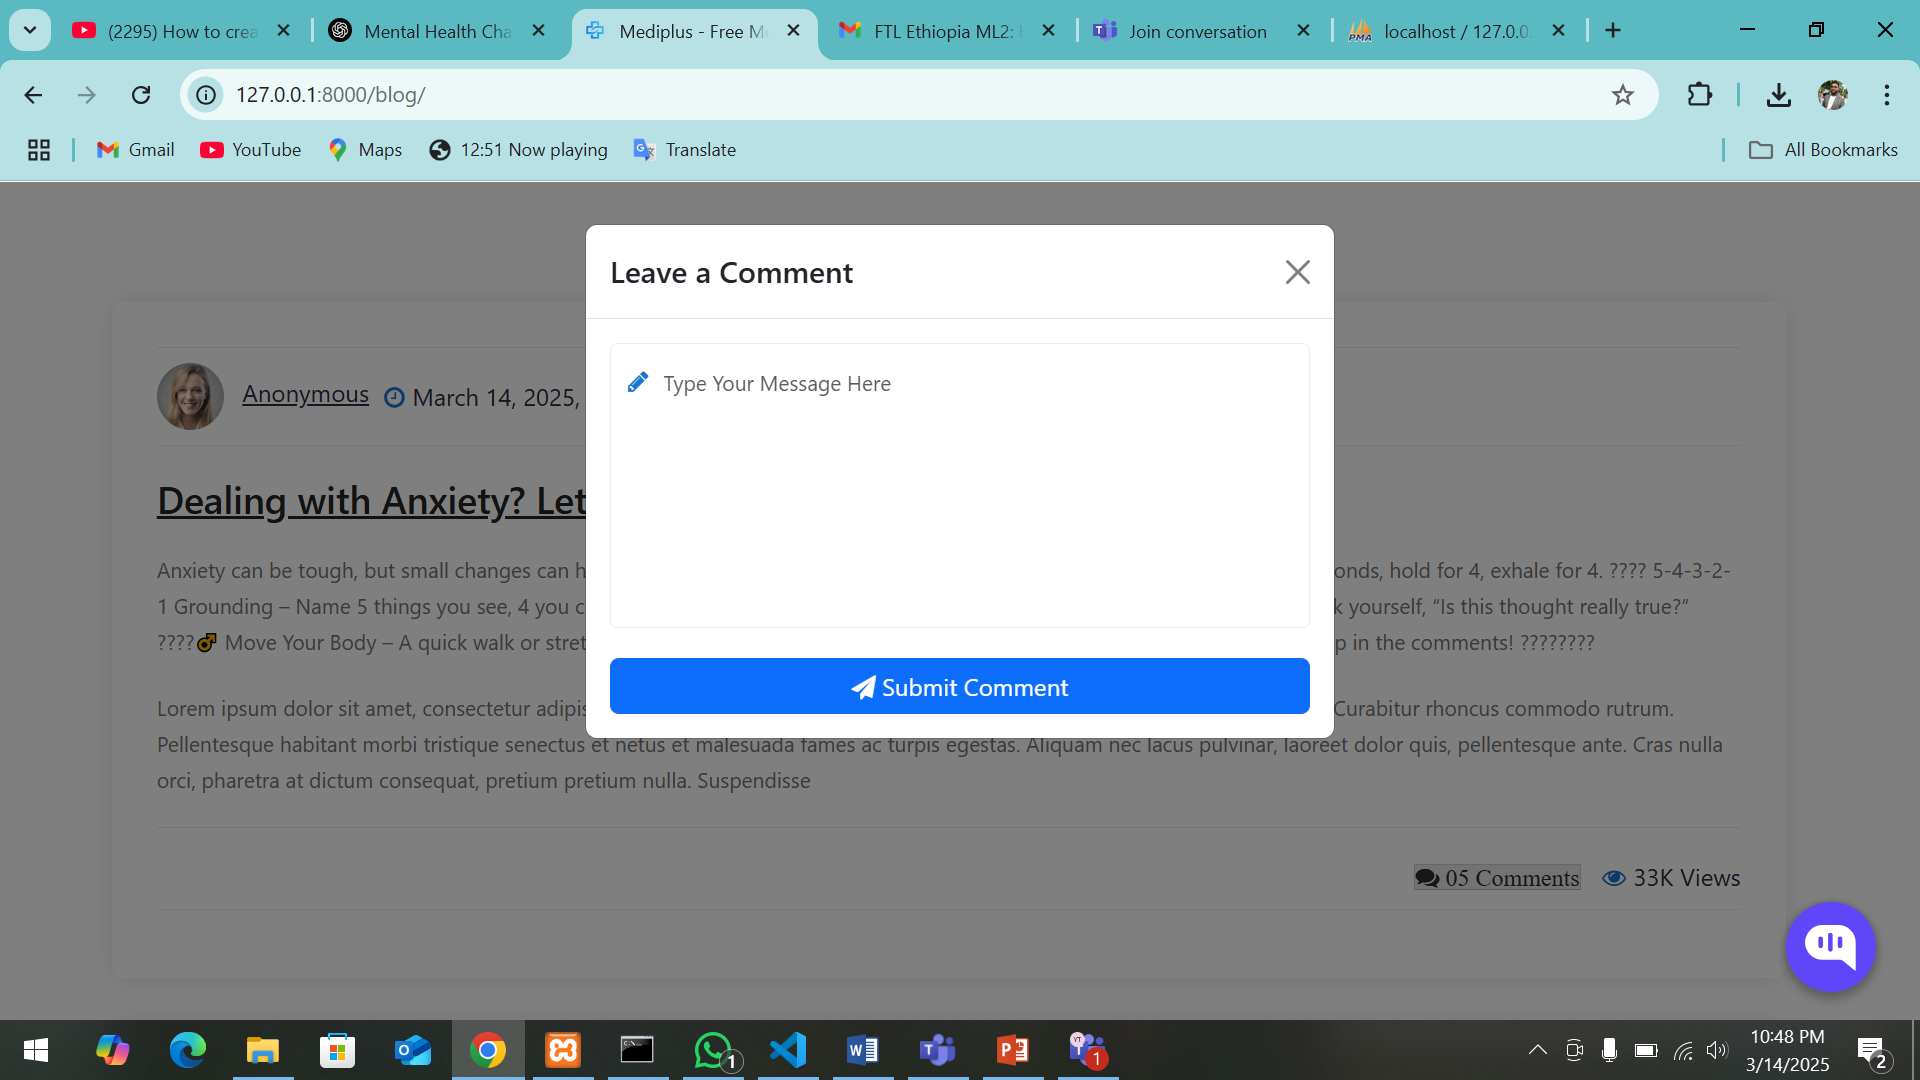 (2295) How to crea
Mental Health Cha
Mediplus - Free Me
FTL Ethiopia ML2:
Join conversation
localhost / 127.0.0.
127.0.0.1:8000/blog/
Gmail
YouTube
Maps
12:51 Now playing
Translate
All Bookmarks
Leave a Comment
Type Your Message Here
Submit Comment
Anonymous March 14, 2025,
Dealing with Anxiety? Let
Anxiety can be tough, but small changes can h onds, hold for 4, exhale for 4. ???? 5-4-3-2-
1 Grounding – Name 5 things you see, 4 you c k yourself, “Is this thought really true?”
????♂ Move Your Body – A quick walk or stret p in the comments! ????????
Lorem ipsum dolor sit amet, consectetur adipis Curabitur rhoncus commodo rutrum.
Pellentesque habitant morbi tristique senectus et netus et malesuada fames ac turpis egestas. Aliquam nec lacus pulvinar, laoreet dolor quis, pellentesque ante. Cras nulla
orci, pharetra at dictum consequat, pretium pretium nulla. Suspendisse
05 Comments 33K Views
10:48 PM
3/14/2025
1
1
2